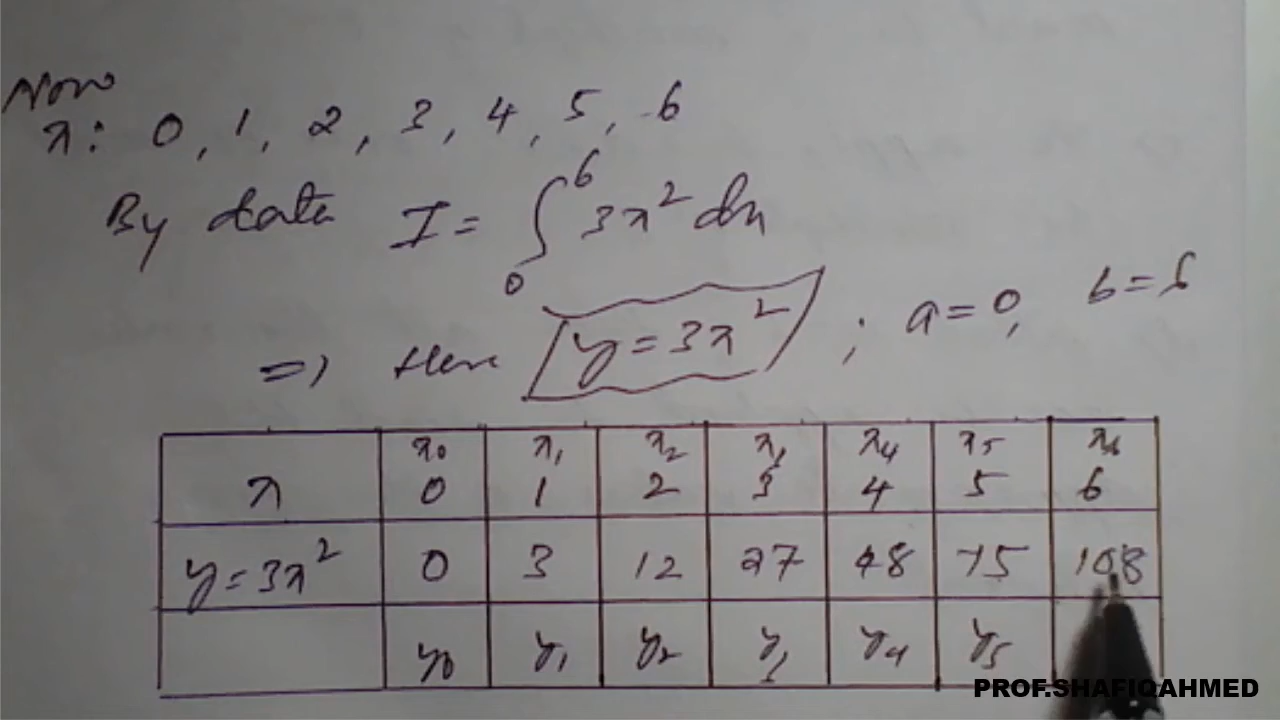 Now
x: 0, 1, 2, 3, 4, 5, 6
By data I = ∫₀⁶ 3x² dx
⇒ Here y = 3x² ; a = 0, b = 6
x₀ x₁ x₂ x₃ x₄ x₅ x₆
x 0 1 2 3 4 5 6
y = 3x² 0 3 12 27 48 75 108
y₀ y₁ y₂ y₃ y₄ y₅
PROF.SHAFIQAHMED